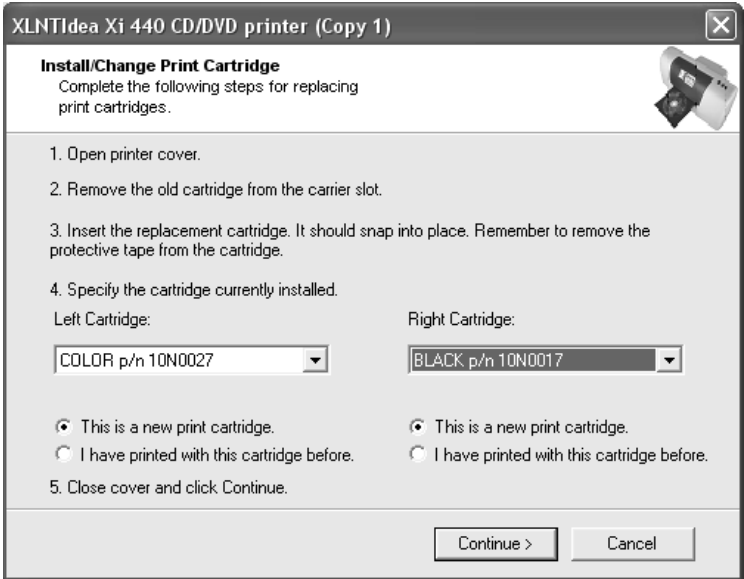 XLNTIdea Xi 440 CD/DVD printer (Copy 1)
Install/Change Print Cartridge
Complete the following steps for replacing
print cartridges.
1. Open printer cover.
2. Remove the old cartridge from the carrier slot.
3. Insert the replacement cartridge. It should snap into place. Remember to remove the
protective tape from the cartridge.
4. Specify the cartridge currently installed.
Left Cartridge:
Right Cartridge:
COLOR p/n 10N0027
BLACK p/n 10N0017
This is a new print cartridge.
This is a new print cartridge.
I have printed with this cartridge before.
I have printed with this cartridge before.
5. Close cover and click Continue.
Continue >
Cancel